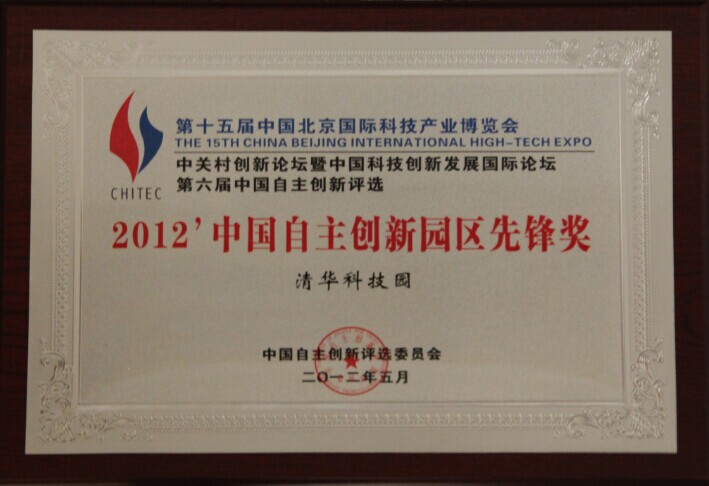 CHITEC
第十五届中国北京国际科技产业博览会
THE 15TH CHINA BEIJING INTERNATIONAL HIGH-TECH EXPO
中关村创新论坛暨中国科技创新发展国际论坛
第六届中国自主创新评选
2012'中国自主创新园区先锋奖
清华科技园
中国自主创新评选委员会
二〇一二年五月